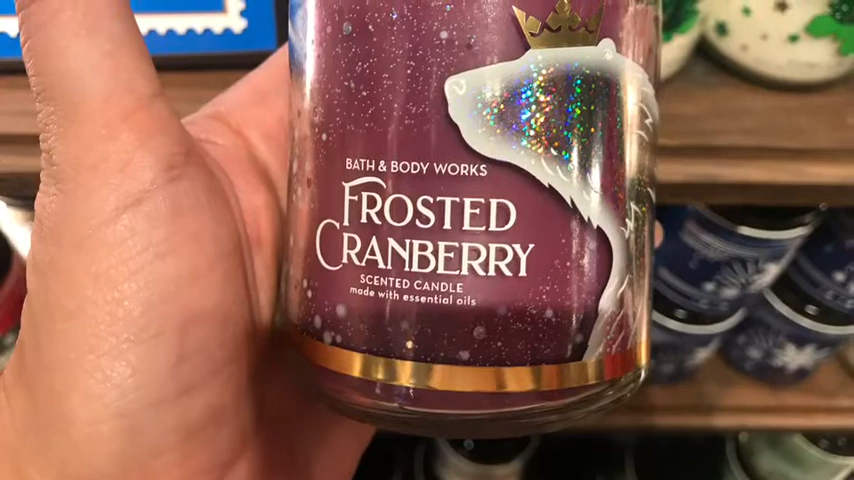 BATH & BODY WORKS
FROSTED
CRANBERRY
SCENTED CANDLE
made with essential oils